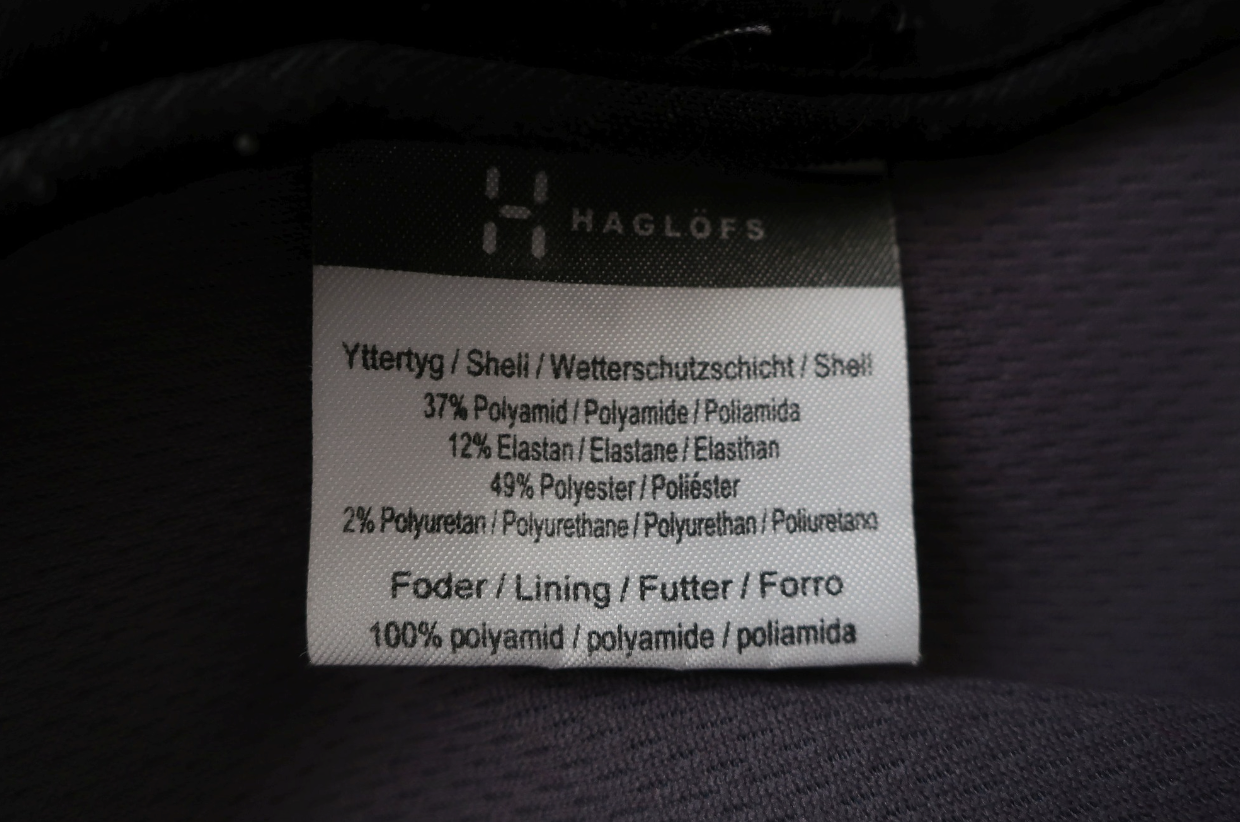 H HAGLÖFS
Yttertyg / Shell / Wetterschutzschicht / Shell
37% Polyamid / Polyamide / Poliamida
12% Elastan / Elastane / Elasthan
49% Polyester / Poliéster
2% Polyuretan / Polyurethane / Polyurethan / Poliuretano
Foder / Lining / Futter / Forro
100% polyamid / polyamide / poliamida